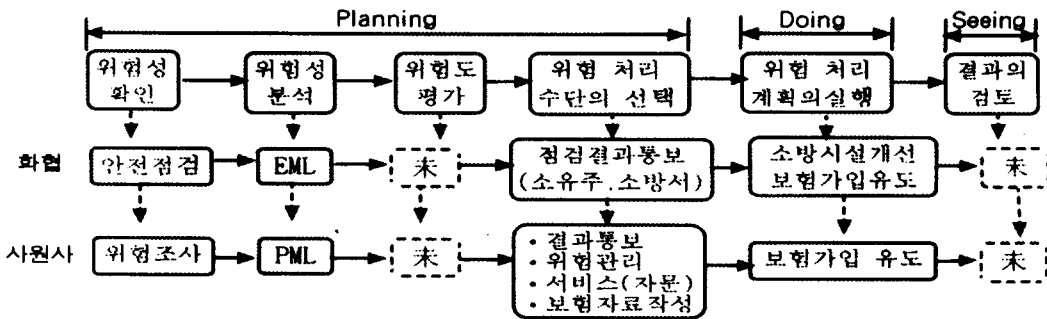 Planning
Doing
Seeing
위험성
확인
위험성
분석
위험도
평가
위험 처리
수단의 선택
위험 처리
계획의실행
결과의
검토
화협
안전점검
EML
未
점검결과통보
(소유주,소방서)
소방시설개선
보험가입유도
未
사원사
위험조사
PML
未
· 결과통보
· 위험관리
· 서비스(자문)
· 보험자료작성
보험가입 유도
未